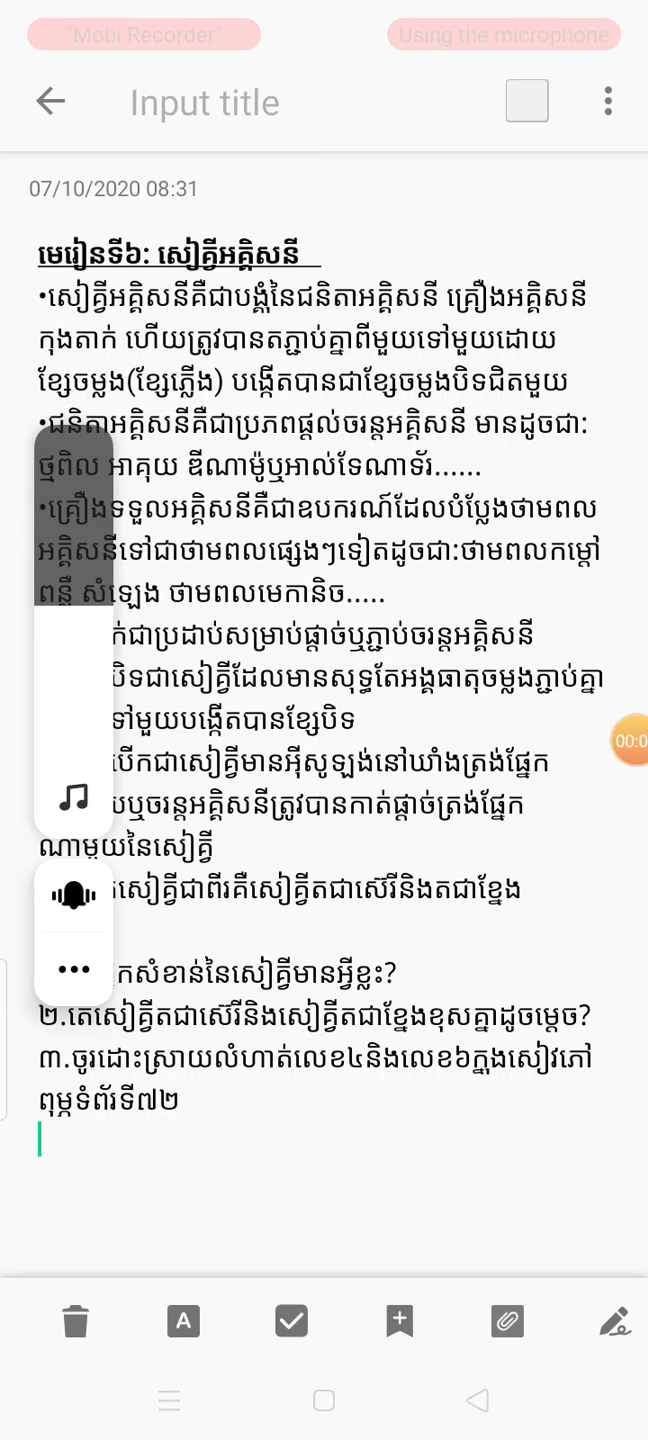 "Mobi Recorder"
Using the microphone
Input title
07/10/2020 08:31
មេរៀនទី៦: សៀគ្វីអគ្គិសនី
•សៀគ្វីអគ្គិសនីគឺជាបង្គុំនៃជនិតាអគ្គិសនី គ្រឿងអគ្គិសនី
កុងតាក់ ហើយត្រូវបានតភ្ជាប់គ្នាពីមួយទៅមួយដោយ
ខ្សែចម្លង(ខ្សែភ្លើង) បង្កើតបានជាខ្សែចម្លងបិទជិតមួយ
•ជនិតាអគ្គិសនីគឺជាប្រភពផ្តល់ចរន្តអគ្គិសនី មានដូចជា:
ថ្មពិល អាគុយ ឌីណាម៉ូឬអាល់ទែណាទ័រ......
•គ្រឿងទទួលអគ្គិសនីគឺជាឧបករណ៍ដែលបំប្លែងថាមពល
អគ្គិសនីទៅជាថាមពលផ្សេងៗទៀតដូចជា:ថាមពលកម្តៅ
ពន្លឺ សំឡេង ថាមពលមេកានិច.....
ក់ជាប្រដាប់សម្រាប់ផ្តាច់ឬភ្ជាប់ចរន្តអគ្គិសនី
បិទជាសៀគ្វីដែលមានសុទ្ធតែអង្គធាតុចម្លងភ្ជាប់គ្នា
ទៅមួយបង្កើតបានខ្សែបិទ
បើកជាសៀគ្វីមានអ៊ីសូឡង់នៅឃាំងត្រង់ផ្នែក
ឬចរន្តអគ្គិសនីត្រូវបានកាត់ផ្តាច់ត្រង់ផ្នែក
ណាមួយនៃសៀគ្វី
សៀគ្វីជាពីរគឺសៀគ្វីតជាស៊េរីនិងតជាខ្នែង
កសំខាន់នៃសៀគ្វីមានអ្វីខ្លះ?
២.តេសៀគ្វីតជាស៊េរីនិងសៀគ្វីតជាខ្នែងខុសគ្នាដូចម្តេច?
៣.ចូរដោះស្រាយលំហាត់លេខ៤និងលេខ៦ក្នុងសៀវភៅ
ពុម្ភទំព័រទី៧២
00:0